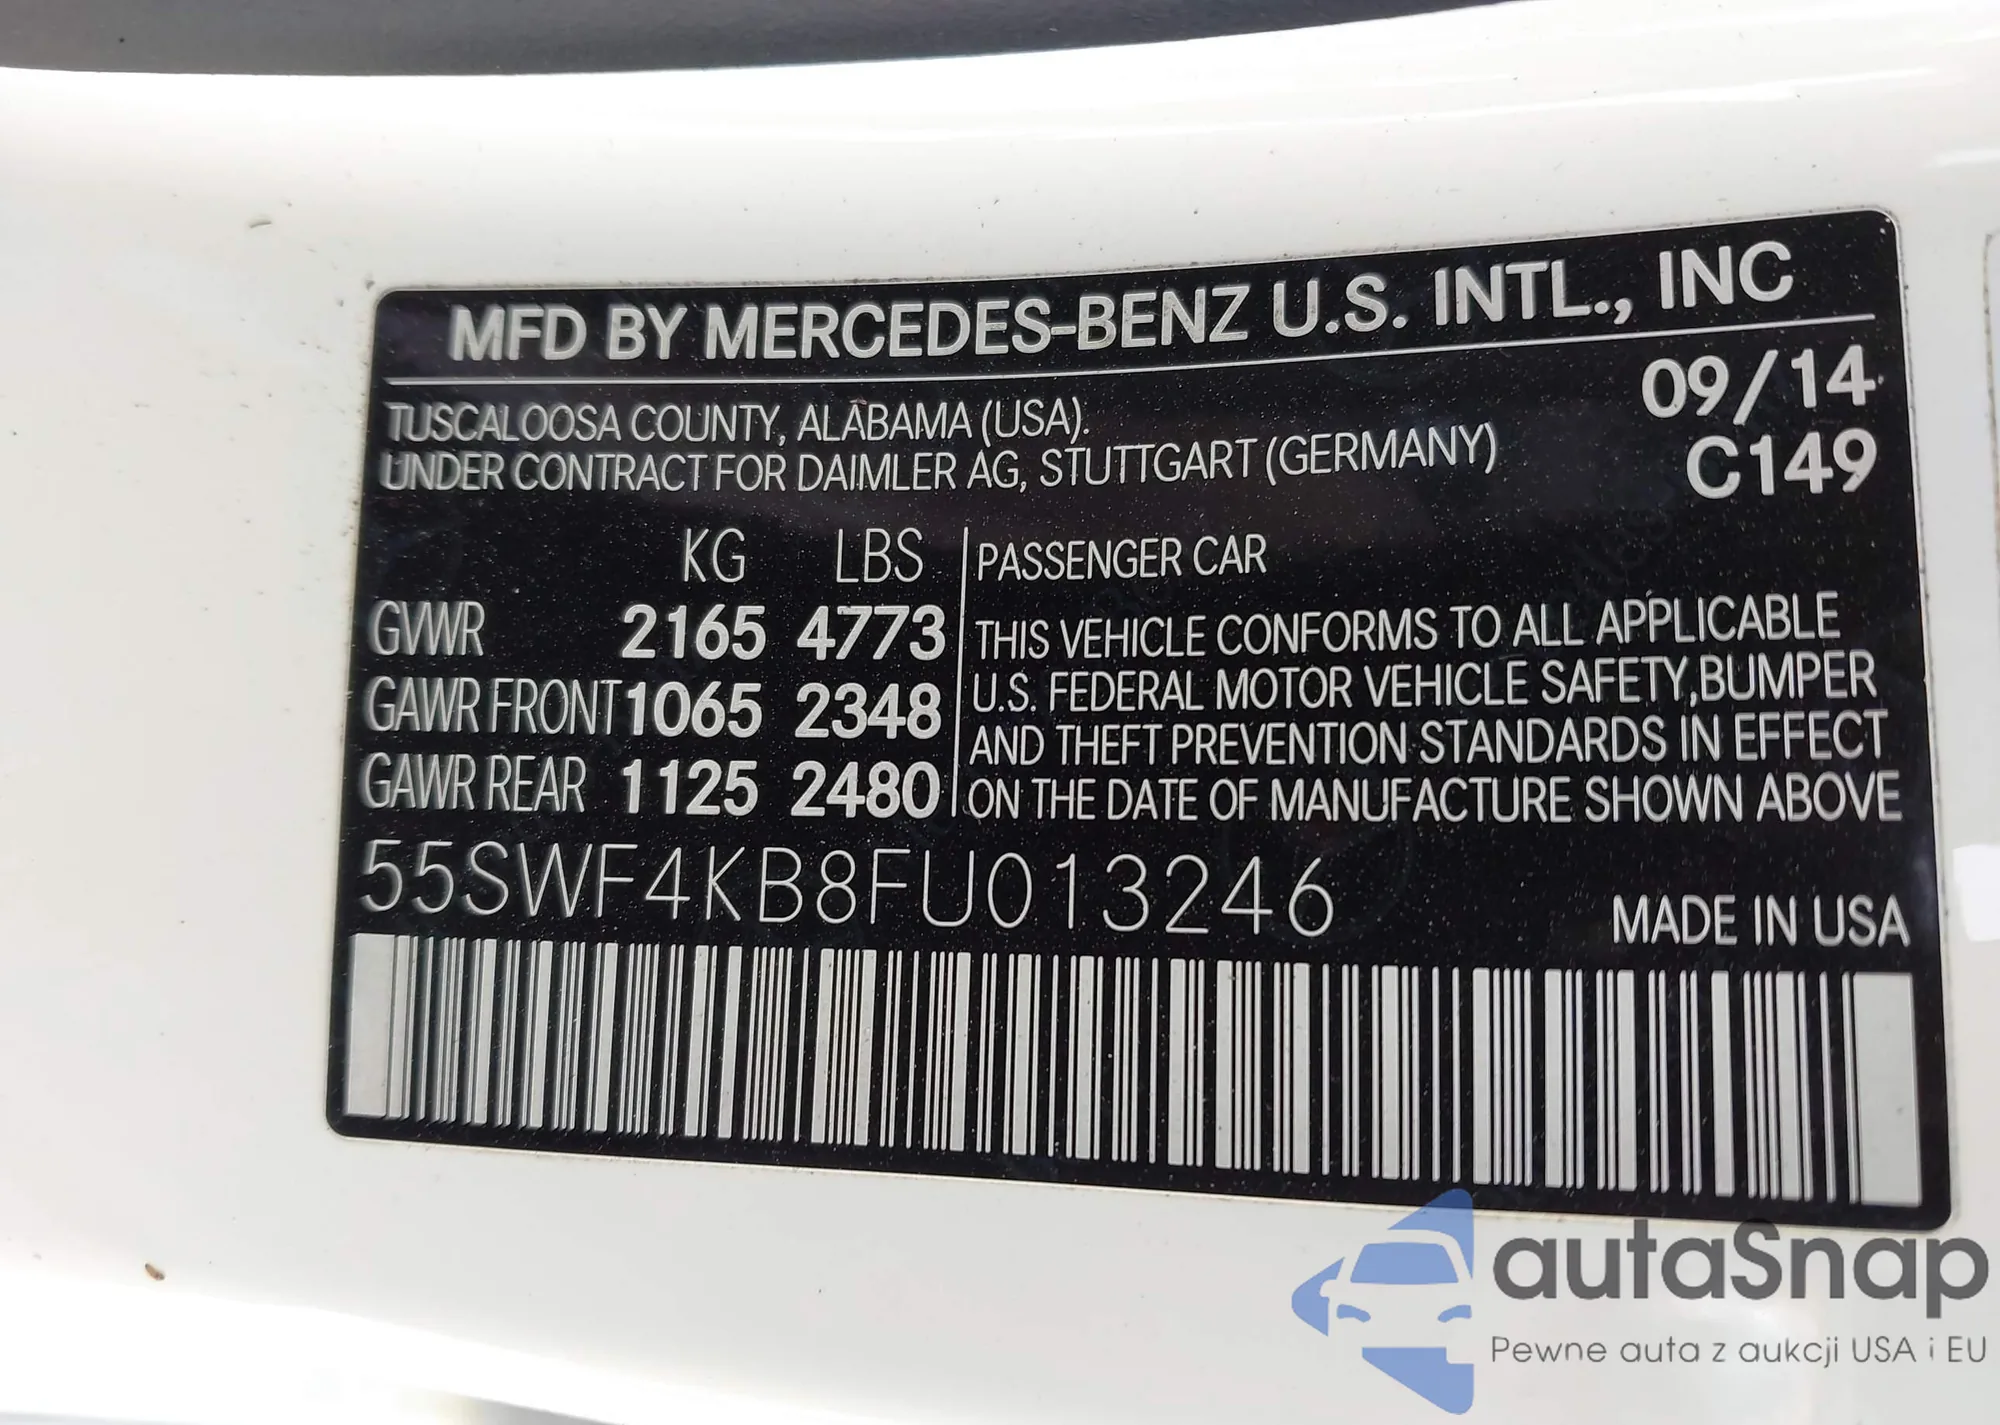 MFD BY MERCEDES-BENZ U.S. INTL., INC
09/14
TUSCALOOSA COUNTY, ALABAMA (USA).
UNDER CONTRACT FOR DAIMLER AG, STUTTGART (GERMANY)
C149
KG LBS
GVWR 2165 4773
GAWR FRONT 1065 2348
GAWR REAR 1125 2480
PASSENGER CAR
THIS VEHICLE CONFORMS TO ALL APPLICABLE
U.S. FEDERAL MOTOR VEHICLE SAFETY,BUMPER
AND THEFT PREVENTION STANDARDS IN EFFECT
ON THE DATE OF MANUFACTURE SHOWN ABOVE
55SWF4KB8FU013246
MADE IN USA
autaSnap
Pewne auta z aukcji USA i EU